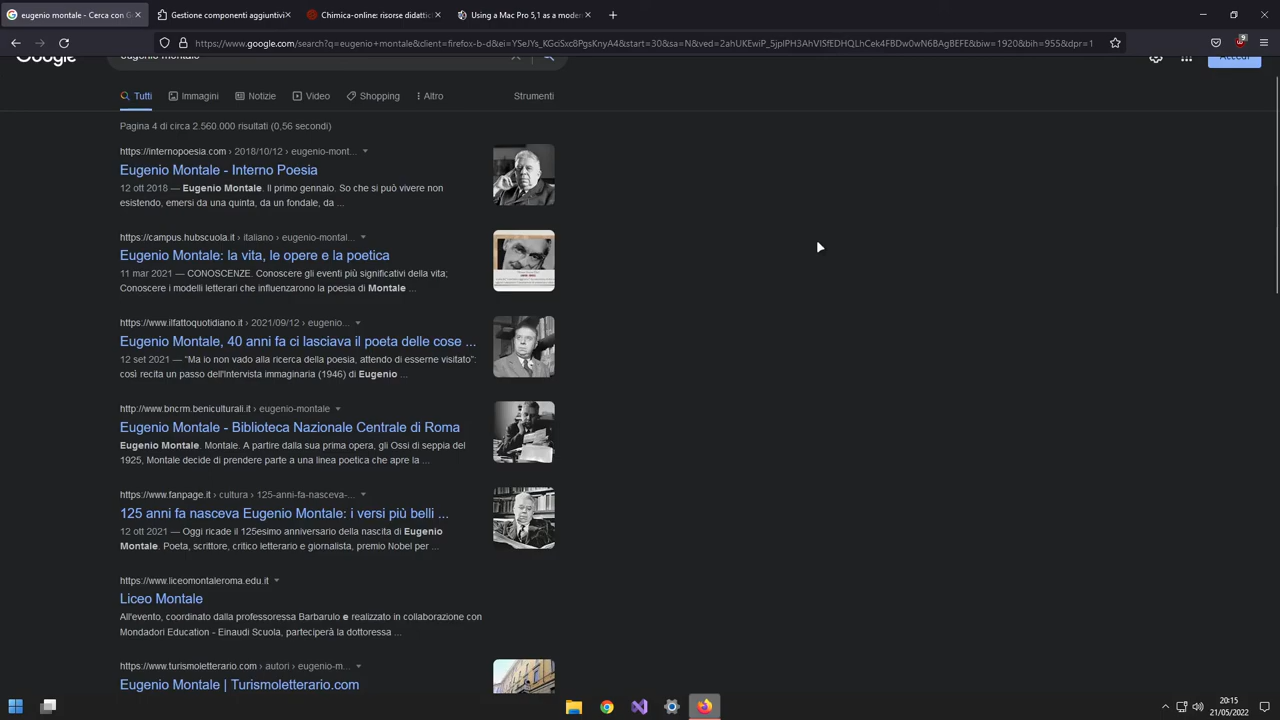 eugenio montale - Cerca con G
Gestione componenti aggiuntivi
Chimica-online: risorse didattic
Using a Mac Pro 5,1 as a modern
https://www.google.com/search?q=eugenio+montale&client=firefox-b-d&ei=YSeJYs_KGciSxc8PgsKnyA4&start=30&sa=N&ved=2ahUKEwiP_5jplPH3AhVISfEDHQLhCek4FBDw0wN6BAgBEFE&biw=1920&bih=955&dpr=1
9
Google
eugenio montale
Accedi
Tutti
Immagini
Notizie
Video
Shopping
Altro
Strumenti
Pagina 4 di circa 2.560.000 risultati (0,56 secondi)
https://internopoesia.com › 2018/10/12 › eugenio-mont...
Eugenio Montale - Interno Poesia
12 ott 2018 — Eugenio Montale. Il primo gennaio. So che si può vivere non
esistendo, emersi da una quinta, da un fondale, da ...
https://campus.hubscuola.it › italiano › eugenio-montal...
Eugenio Montale: la vita, le opere e la poetica
11 mar 2021 — CONOSCENZE. Conoscere gli eventi più significativi della vita;
Conoscere i modelli letterari che influenzarono la poesia di Montale ...
https://www.ilfattoquotidiano.it › 2021/09/12 › eugenio...
Eugenio Montale, 40 anni fa ci lasciava il poeta delle cose ...
12 set 2021 — "Ma io non vado alla ricerca della poesia, attendo di esserne visitato":
così recita un passo dell'Intervista immaginaria (1946) di Eugenio ...
http://www.bncrm.beniculturali.it › eugenio-montale
Eugenio Montale - Biblioteca Nazionale Centrale di Roma
Eugenio Montale. Montale. A partire dalla sua prima opera, gli Ossi di seppia del
1925, Montale decide di prendere parte a una linea poetica che apre la ...
https://www.fanpage.it › cultura › 125-anni-fa-nasceva-...
125 anni fa nasceva Eugenio Montale: i versi più belli ...
12 ott 2021 — Oggi ricade il 125esimo anniversario della nascita di Eugenio
Montale. Poeta, scrittore, critico letterario e giornalista, premio Nobel per ...
https://www.liceomontaleroma.edu.it
Liceo Montale
All'evento, coordinato dalla professoressa Barbarulo e realizzato in collaborazione con
Mondadori Education - Einaudi Scuola, parteciperà la dottoressa ...
https://www.turismoletterario.com › autori › eugenio-m...
Eugenio Montale | Turismoletterario.com
20:15
21/05/2022